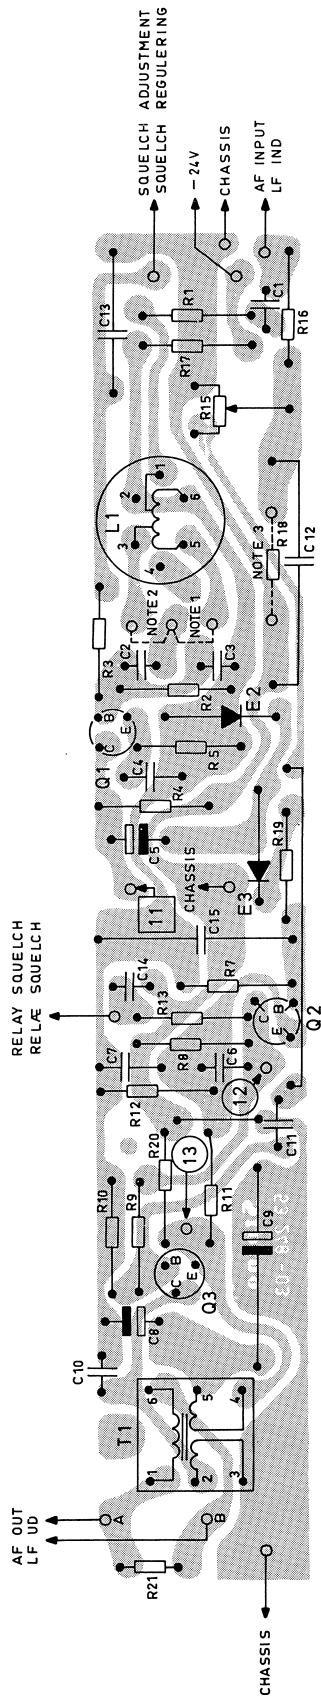 AF OUT
LF UD
RELAY SQUELCH
RELÆ SQUELCH
SQUELCH ADJUSTMENT
SQUELCH REGULERING
-24V
CHASSIS
AF INPUT
LF IND
CHASSIS
A
B
R21
T1
1
6
2
5
3
4
C10
C8
R10
R9
Q3
C
B
E
13
R20
R11
C9
R12
C7
C11
12
C6
R8
R13
C14
R7
Q2
C
B
E
C15
11
CHASSIS
E3
R19
C5
R4
C4
Q1
C
B
E
R5
E2
R3
R2
C2
C3
NOTE 2
NOTE 1
NOTE 3
R18
C12
L1
3
2
1
4
5
6
R15
C13
R17
R1
C1
R16